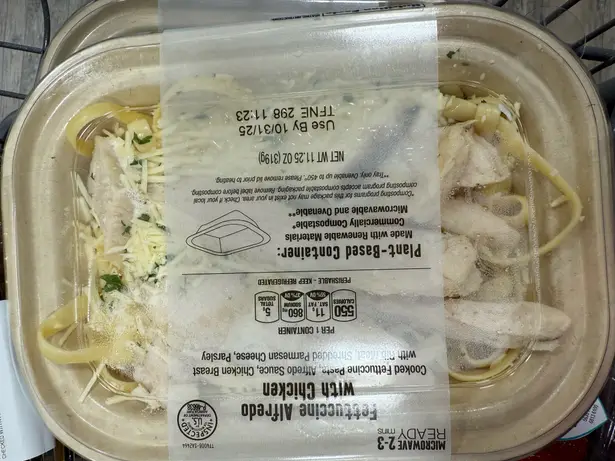 MICROWAVE
READY 2-3
mins
Fettuccine Alfredo
with Chicken
Cooked Fettuccine Pasta, Alfredo Sauce, Chicken Breast
with Rib Meat, Shredded Parmesan Cheese, Parsley
PER 1 CONTAINER
550
CALORIES
11g
SAT. FAT
860mg
SODIUM
37% DV
5g
TOTAL
SUGARS
PERISHABLE - KEEP REFRIGERATED
Plant-Based Container:
Made with Renewable Materials
Commercially Compostable*
Microwavable and Ovenable**
*Composting programs for this package may not exist in your area, check if your local
composting program accepts compostable packaging. Remove label before composting.
**Tray only. Ovenable up to 450°. Please remove lid prior to heating.
NET WT 11.25 OZ (319g)
Use By 10/31/25
TFNE 298 11:23